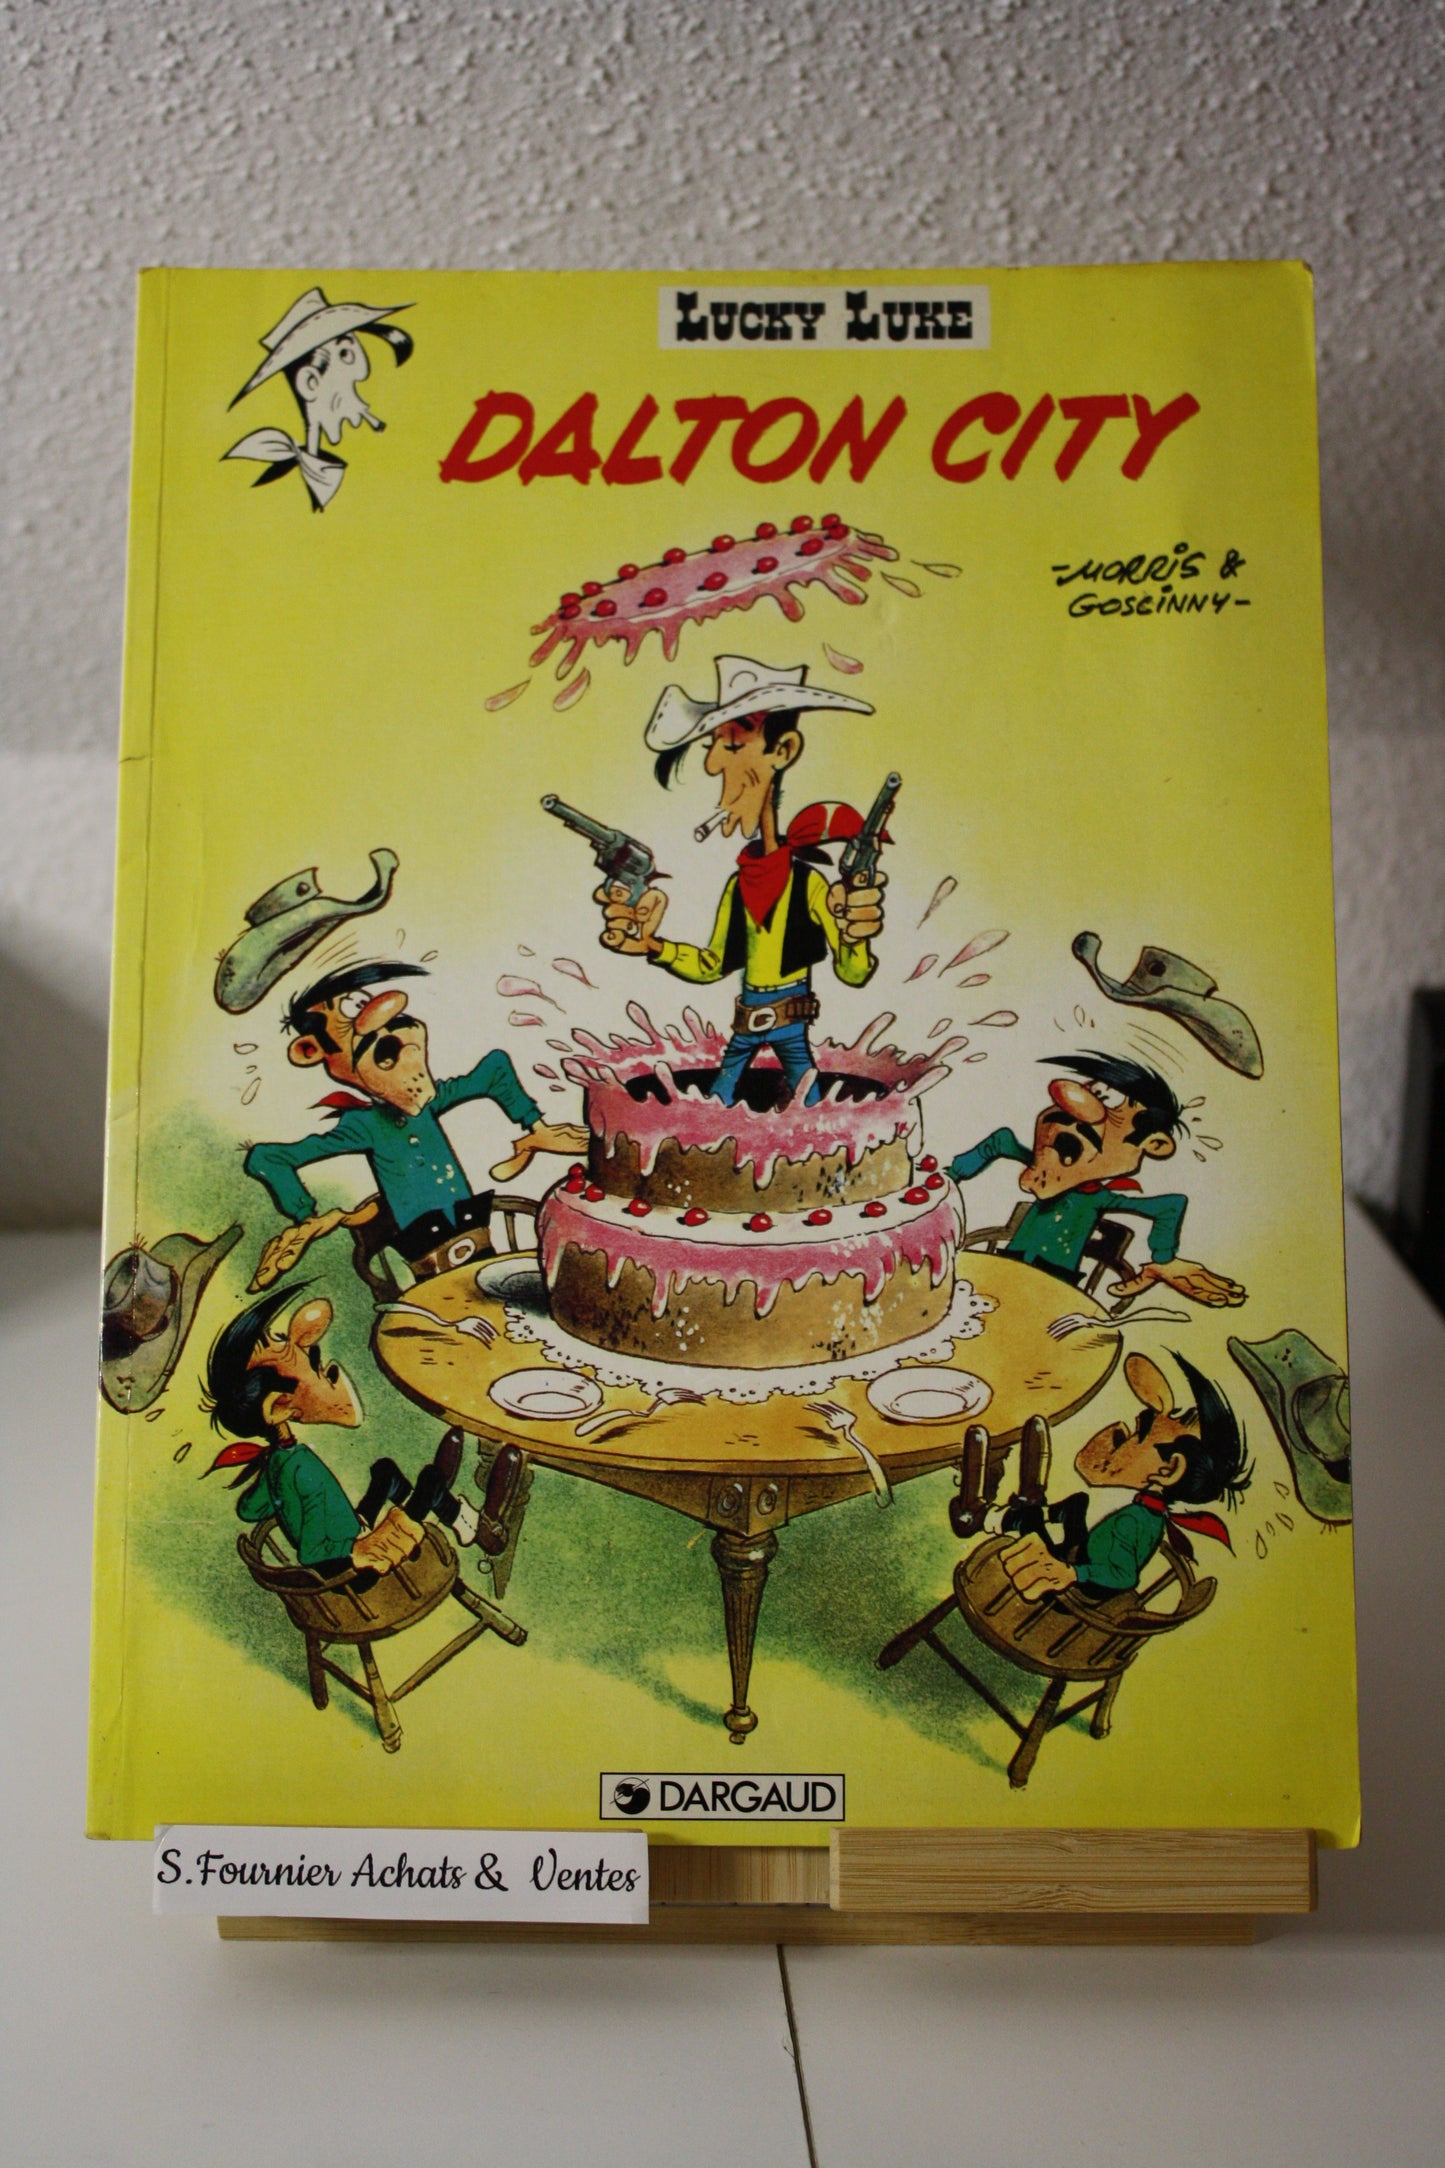 LUCKY LUKE
DALTON CITY
-MORRIS &
GOSCINNY-
DARGAUD
S.Fournier Achats & Ventes